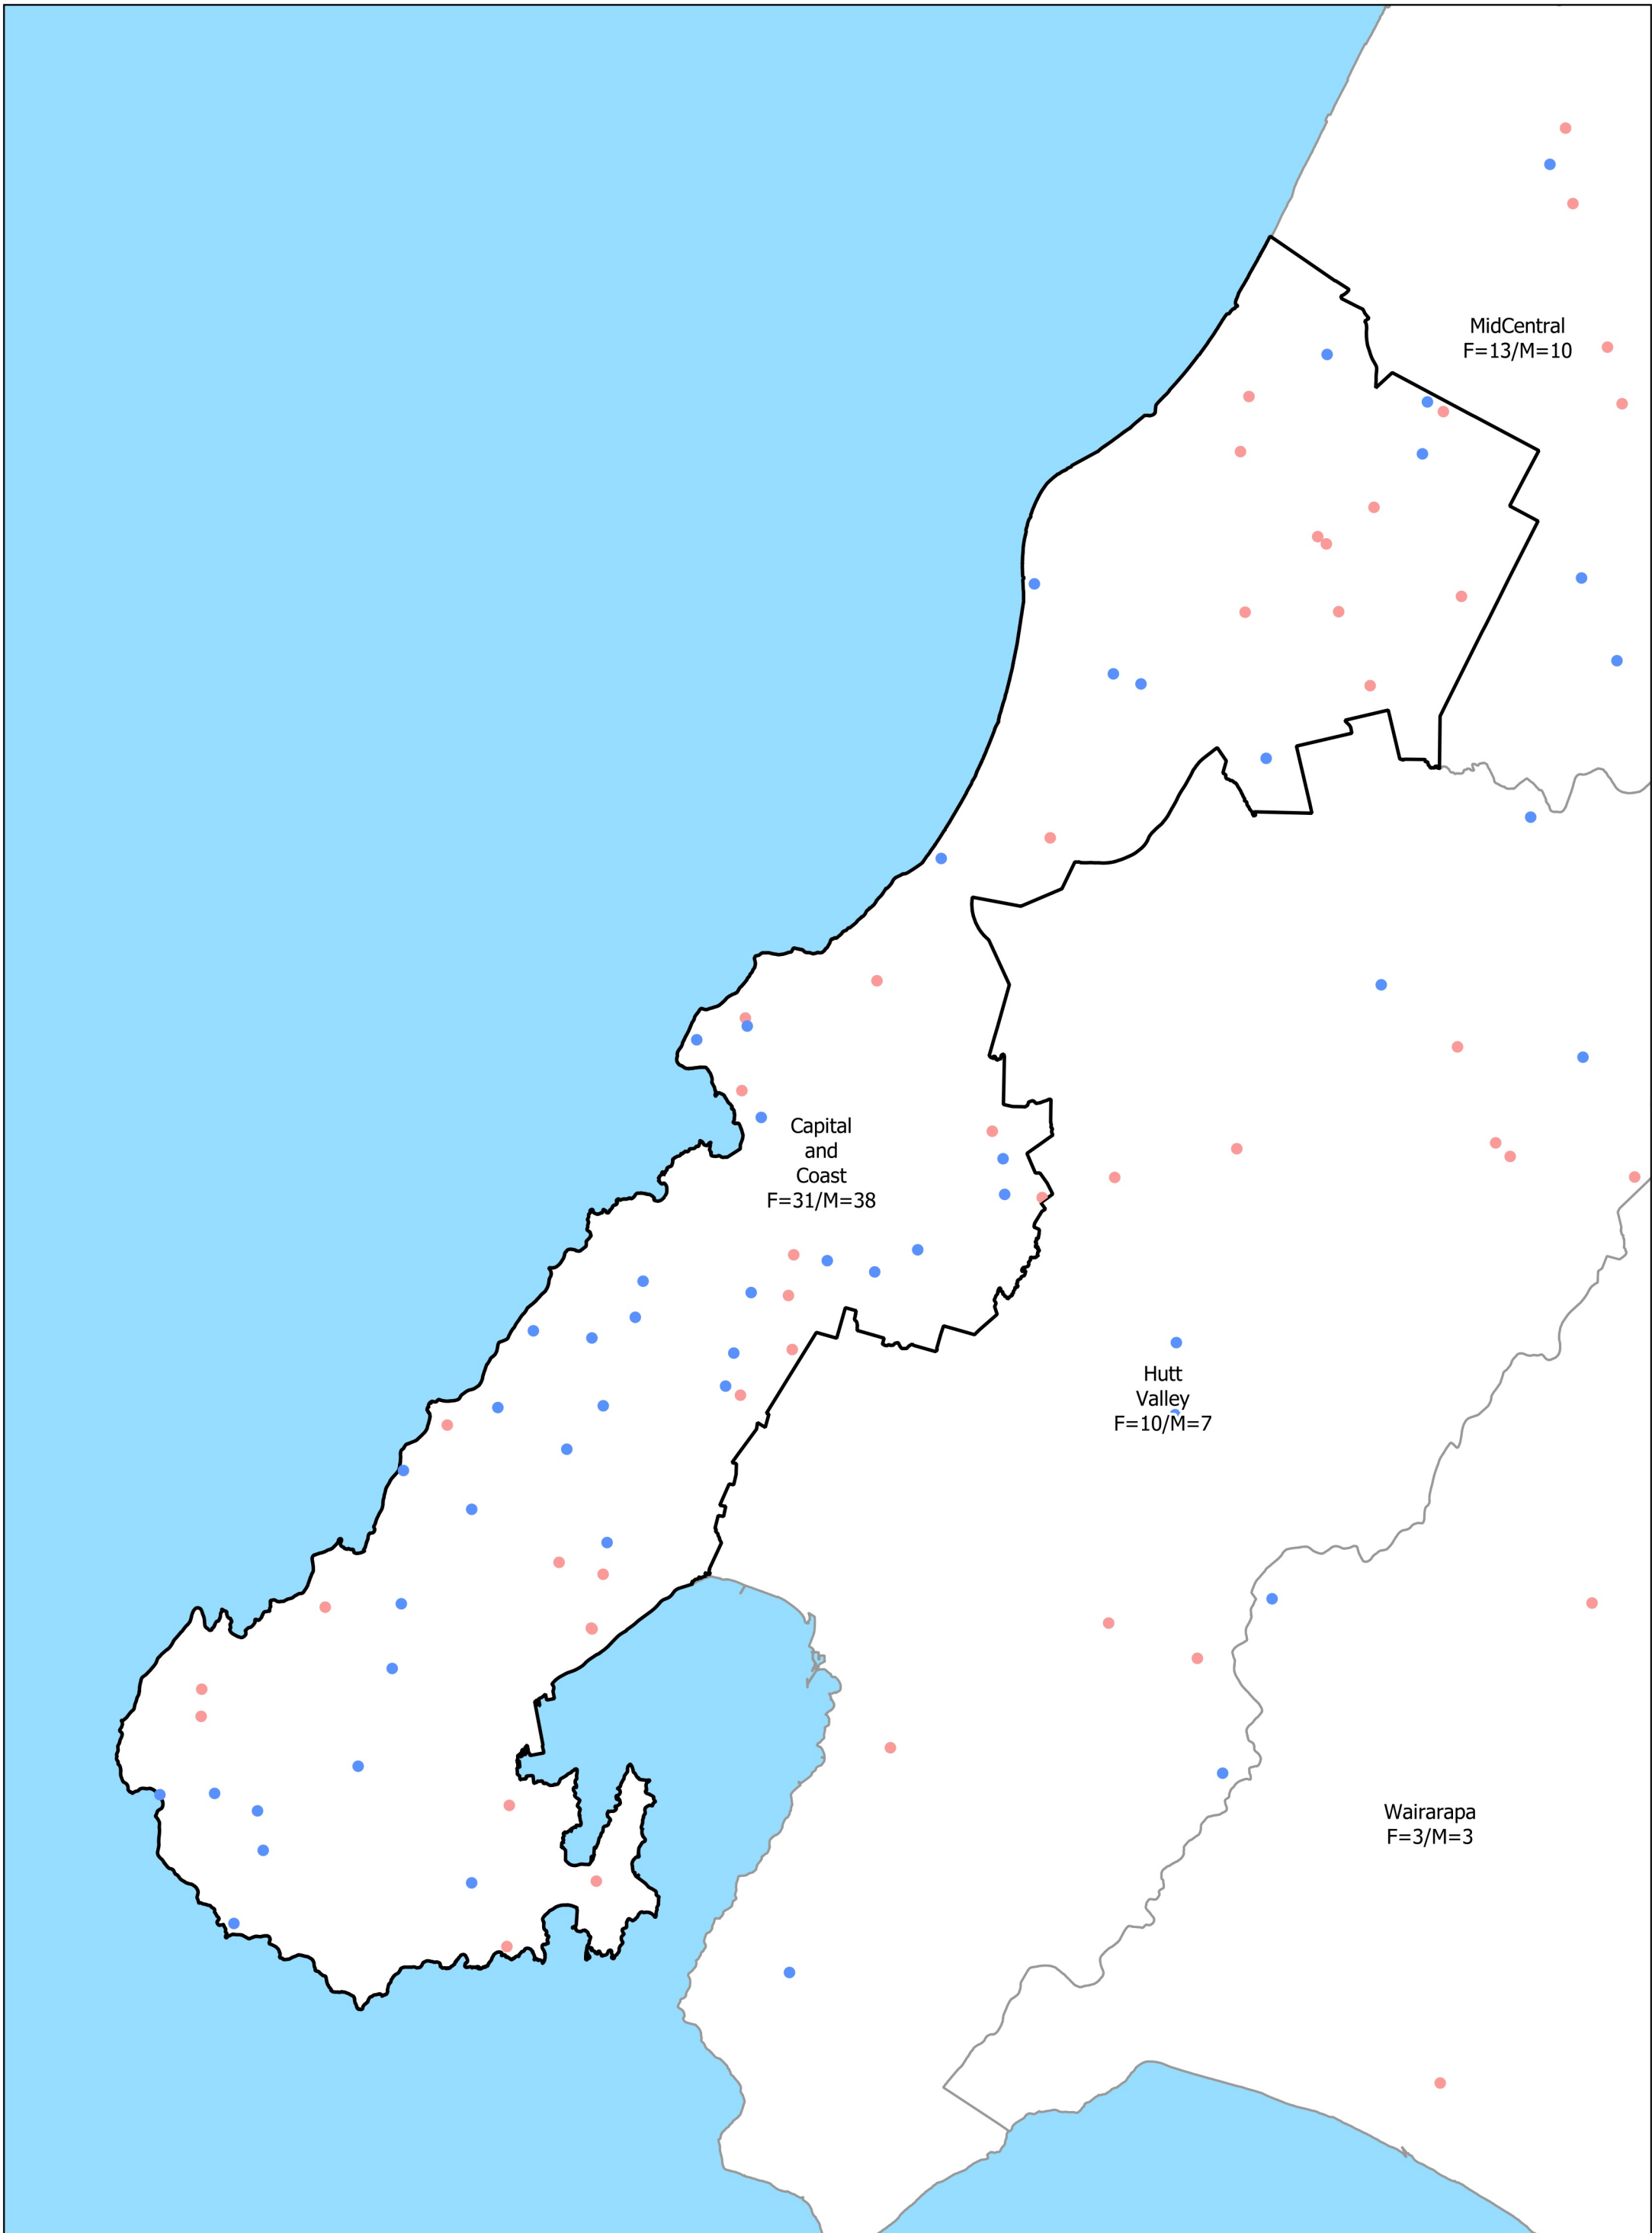 MidCentral
F=13/M=10
Capital
and
Coast
F=31/M=38
Hutt
Valley
F=10/M=7
Wairarapa
F=3/M=3